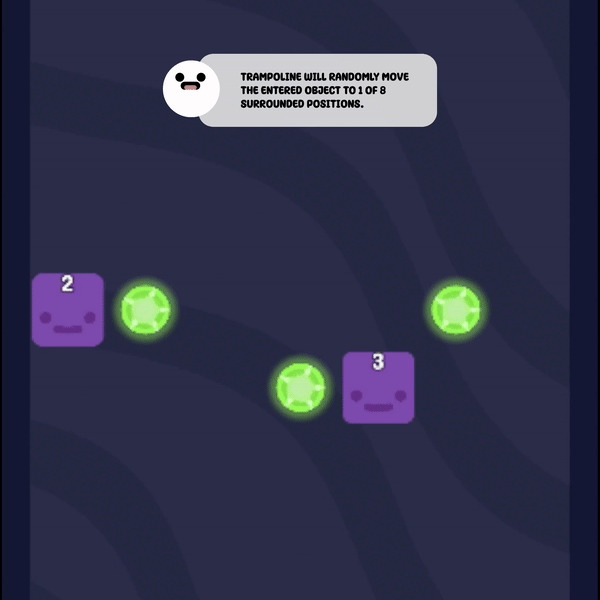 TRAMPOLINE WILL RANDOMLY MOVE
THE ENTERED OBJECT TO 1 OF 8
SURROUNDED POSITIONS.
2
3